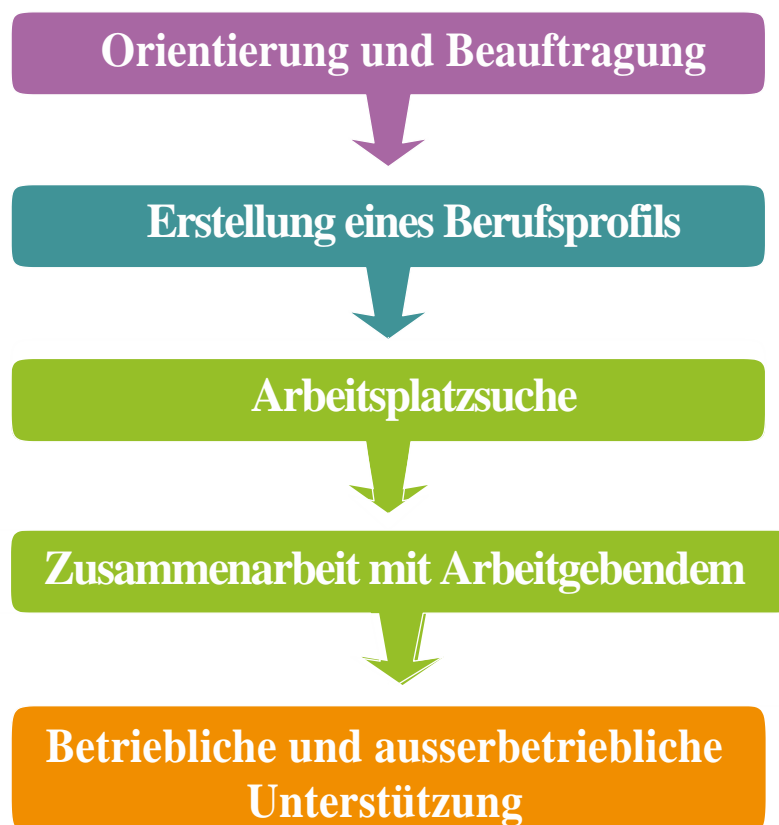 Orientierung und Beauftragung
Erstellung eines Berufsprofils
Arbeitsplatzsuche
Zusammenarbeit mit Arbeitgebendem
Betriebliche und ausserbetriebliche
Unterstützung